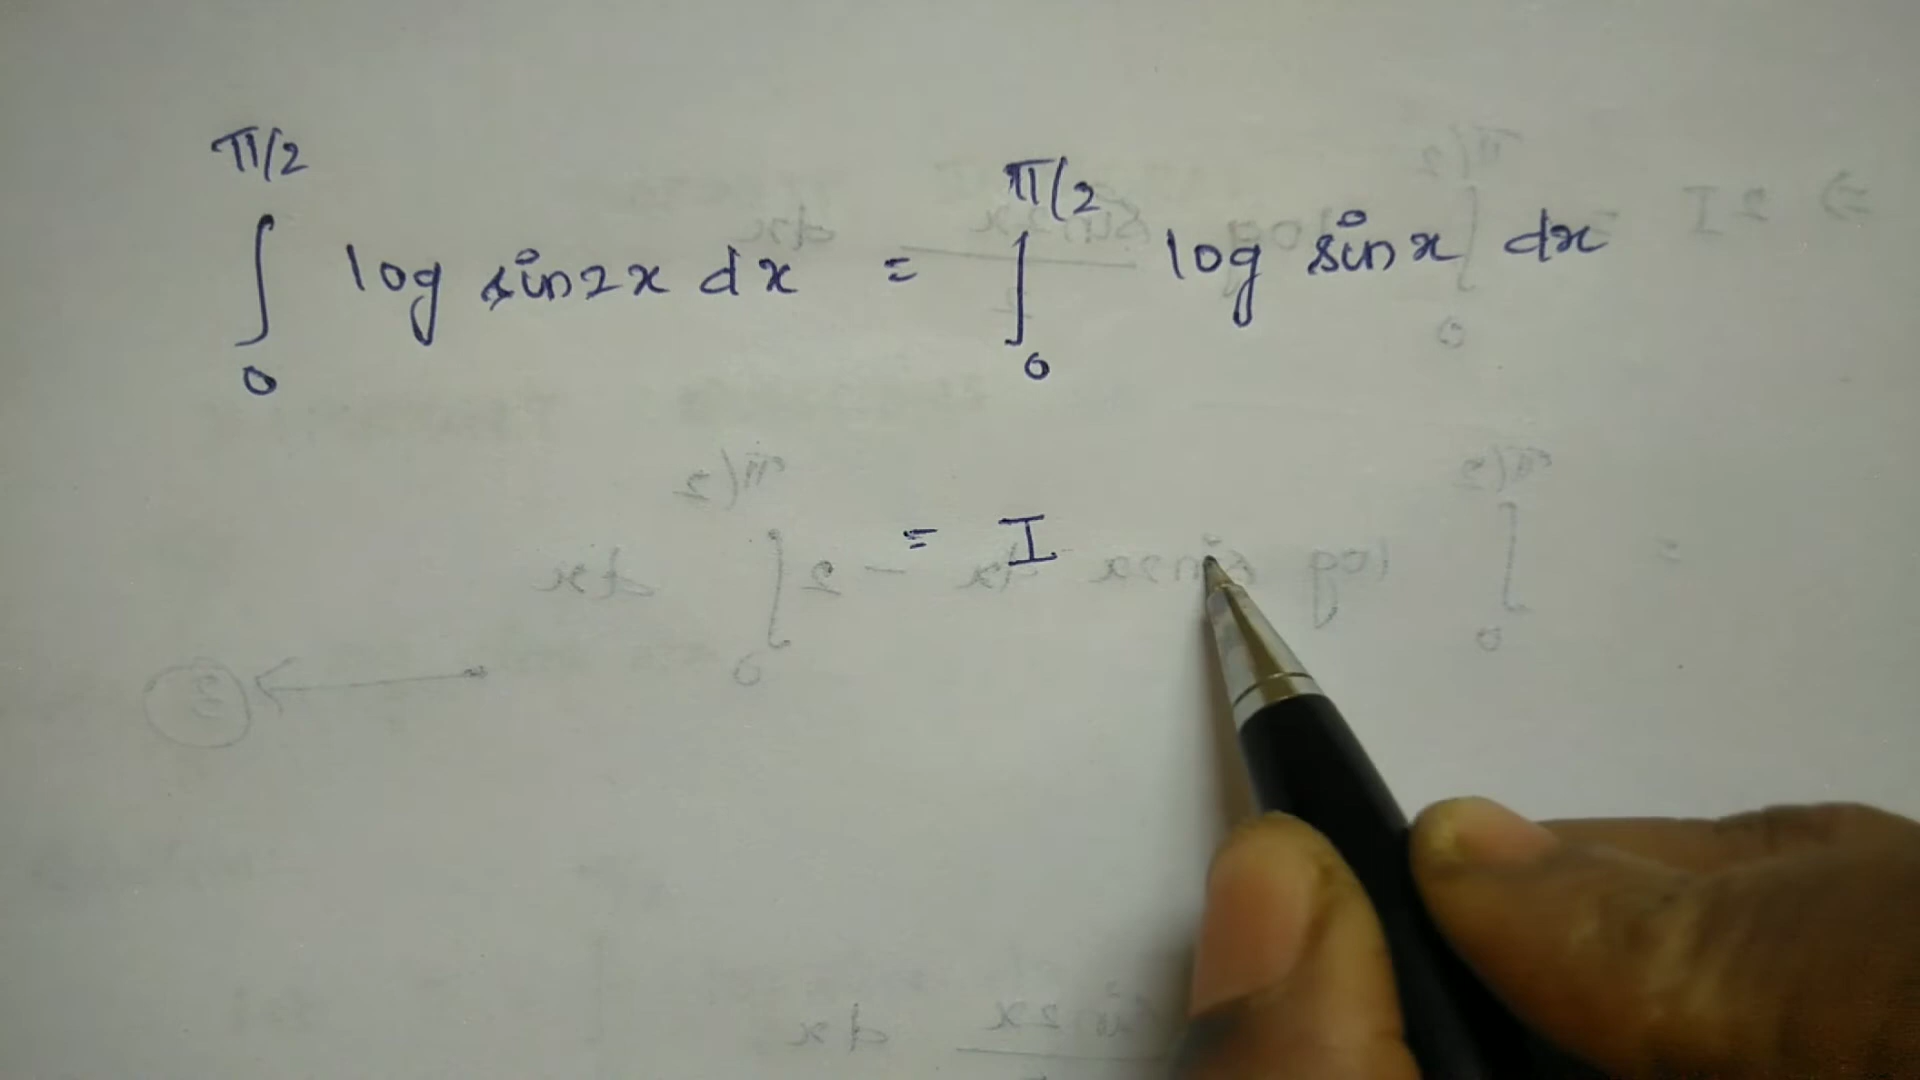 ∫₀^π/2 log sin2x dx = ∫₀^π/2 log sinx dx
= I